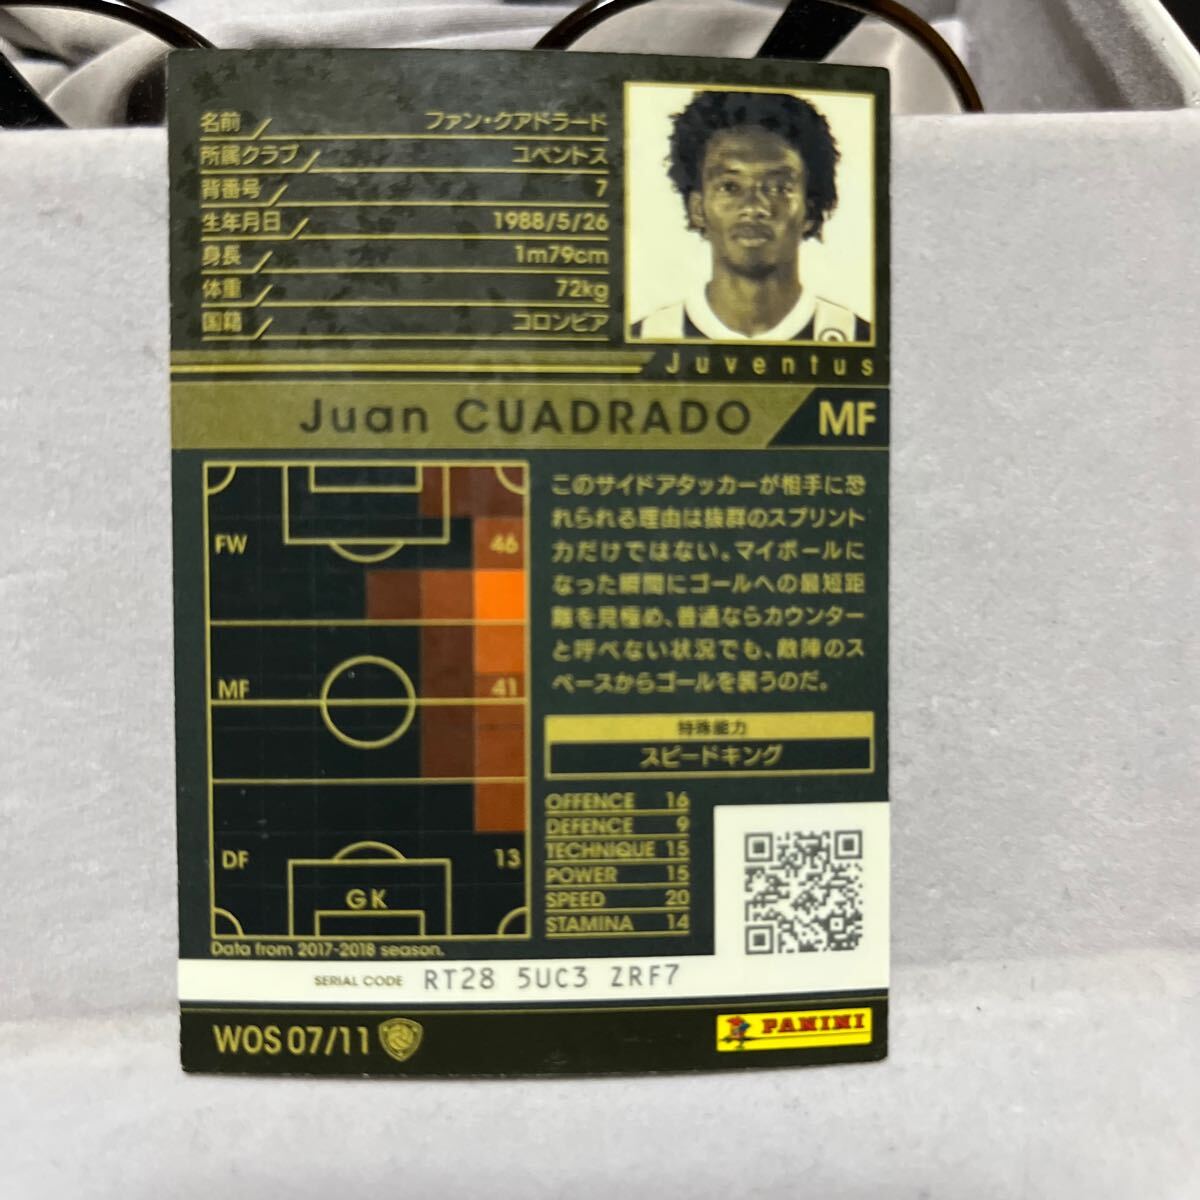 名前 ファン・クアドラード
所属クラブ ユベントス
背番号 7
生年月日 1988/5/26
身長 1m79cm
体重 72kg
国籍 コロンビア
Juventus
Juan CUADRADO MF
FW 46
MF 41
DF 13
GK
Data from 2017-2018 season.
このサイドアタッカーが相手に恐
れられる理由は抜群のスプリント
力だけではない。マイボールに
なった瞬間にゴールへの最短距
離を見極め、普通ならカウンター
と呼べない状況でも、敵陣のス
ペースからゴールを襲うのだ。
特殊能力
スピードキング
OFFENCE 16
DEFENCE 9
TECHNIQUE 15
POWER 15
SPEED 20
STAMINA 14
SERIAL CODE RT28 5UC3 ZRF7
WOS 07/11
PANINI